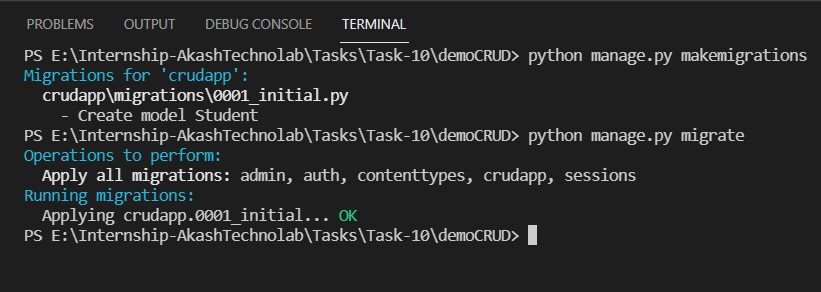 PROBLEMS OUTPUT DEBUG CONSOLE TERMINAL
PS E:\Internship-AkashTechnolab\Tasks\Task-10\demoCRUD> python manage.py makemigrations
Migrations for 'crudapp':
crudapp\migrations\0001_initial.py
- Create model Student
PS E:\Internship-AkashTechnolab\Tasks\Task-10\demoCRUD> python manage.py migrate
Operations to perform:
Apply all migrations: admin, auth, contenttypes, crudapp, sessions
Running migrations:
Applying crudapp.0001_initial... OK
PS E:\Internship-AkashTechnolab\Tasks\Task-10\demoCRUD>